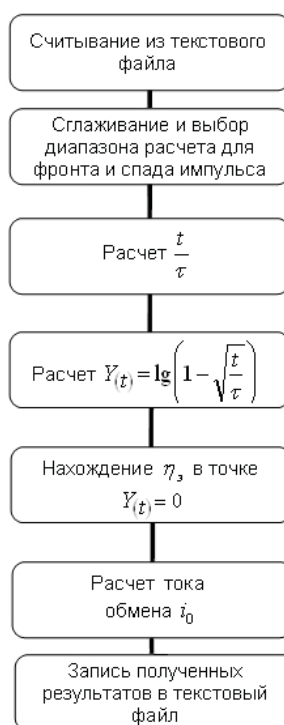 Считывание из текстового
файла
Сглаживание и выбор
диапазона расчета для
фронта и спада импульса
Расчет t/τ
Расчет Y(t) = lg(1 − √(t/τ))
Нахождение η_э в точке
Y(t) = 0
Расчет тока
обмена i₀
Запись полученных
результатов в текстовый
файл